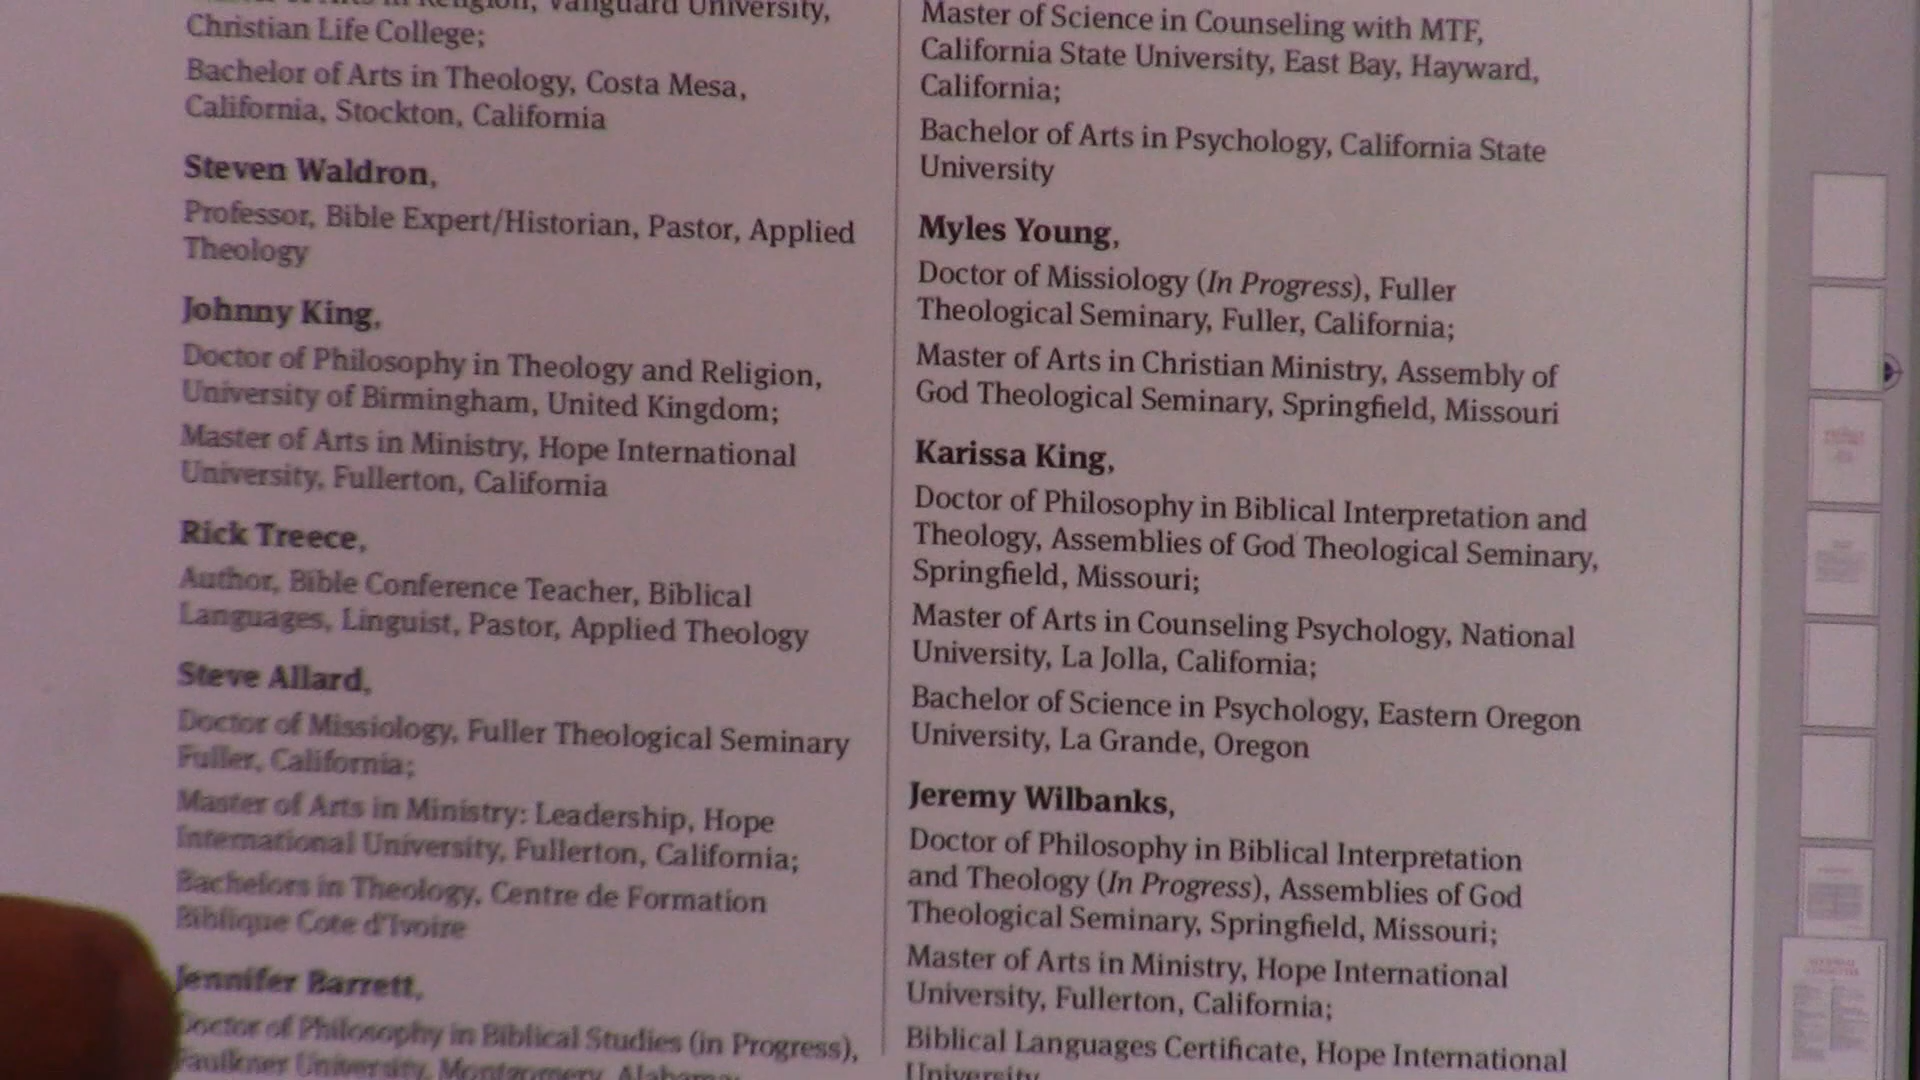 Religion, Vanguard University,
Christian Life College;
Bachelor of Arts in Theology, Costa Mesa,
California, Stockton, California
Steven Waldron,
Professor, Bible Expert/Historian, Pastor, Applied
Theology
Johnny King,
Doctor of Philosophy in Theology and Religion,
University of Birmingham, United Kingdom;
Master of Arts in Ministry, Hope International
University, Fullerton, California
Rick Treece,
Author, Bible Conference Teacher, Biblical
Languages, Linguist, Pastor, Applied Theology
Steve Allard,
Doctor of Missiology, Fuller Theological Seminary
Fuller, California;
Master of Arts in Ministry: Leadership, Hope
International University, Fullerton, California;
Bachelors in Theology, Centre de Formation
Biblique Cote d'Ivoire
Jennifer Barrett,
Doctor of Philosophy in Biblical Studies (in Progress),
Faulkner University, Montgomery, Alabama;
Master of Science in Counseling with MTF,
California State University, East Bay, Hayward,
California;
Bachelor of Arts in Psychology, California State
University
Myles Young,
Doctor of Missiology (In Progress), Fuller
Theological Seminary, Fuller, California;
Master of Arts in Christian Ministry, Assembly of
God Theological Seminary, Springfield, Missouri
Karissa King,
Doctor of Philosophy in Biblical Interpretation and
Theology, Assemblies of God Theological Seminary,
Springfield, Missouri;
Master of Arts in Counseling Psychology, National
University, La Jolla, California;
Bachelor of Science in Psychology, Eastern Oregon
University, La Grande, Oregon
Jeremy Wilbanks,
Doctor of Philosophy in Biblical Interpretation
and Theology (In Progress), Assemblies of God
Theological Seminary, Springfield, Missouri;
Master of Arts in Ministry, Hope International
University, Fullerton, California;
Biblical Languages Certificate, Hope International
University